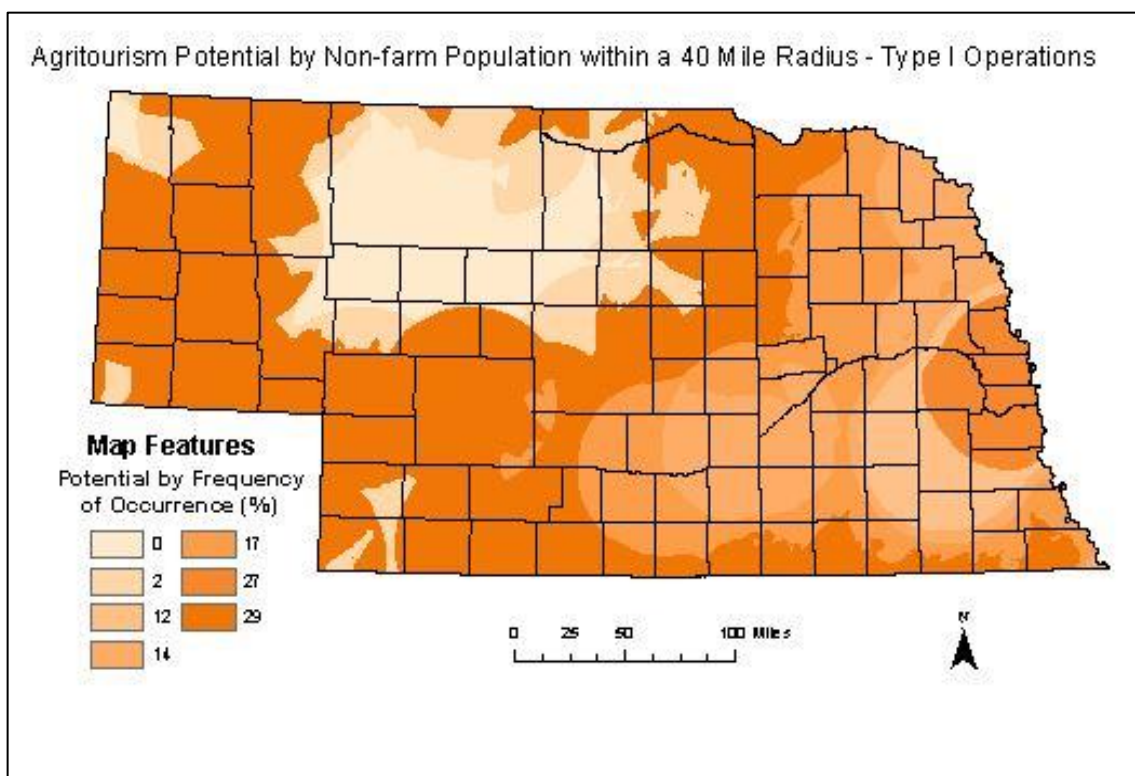 Agritourism Potential by Non-farm Population within a 40 Mile Radius - Type I Operations
Map Features
Potential by Frequency
of Occurrence (%)
0 17
2 27
12 29
14
0 25 50 100 Miles
N